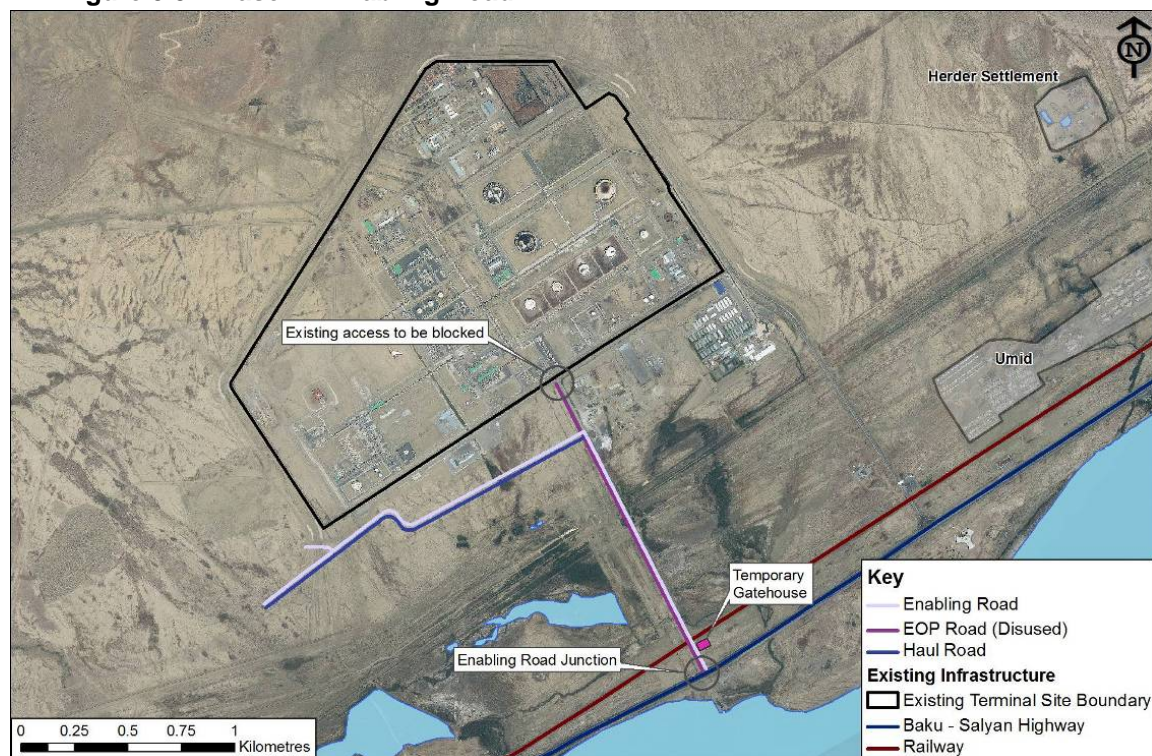 N
Herder Settlement
Existing access to be blocked
Umid
Temporary
Gatehouse
Enabling Road Junction
Key
Enabling Road
EOP Road (Disused)
Haul Road
Existing Infrastructure
Existing Terminal Site Boundary
Baku - Salyan Highway
Railway
0 0.25 0.5 0.75 1
Kilometres